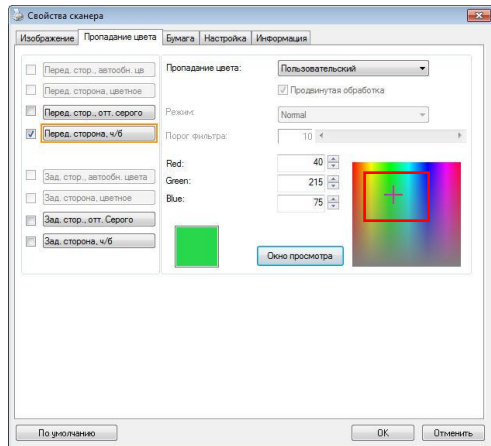 Свойства сканера
Изображение Пропадание цвета Бумага Настройка Информация
Перед. стор., автообн. цв
Перед. сторона, цветное
Перед. стор., отт. серого
Перед. сторона, ч/б
Зад. стор., автообн. цвета
Зад. сторона, цветное
Зад. стор., отт. Серого
Зад. сторона, ч/б
Пропадание цвета: Пользовательский
Продвинутая обработка
Режим: Normal
Порог фильтра: 10
Red: 40
Green: 215
Blue: 75
Окно просмотра
По умолчанию OK Отменить